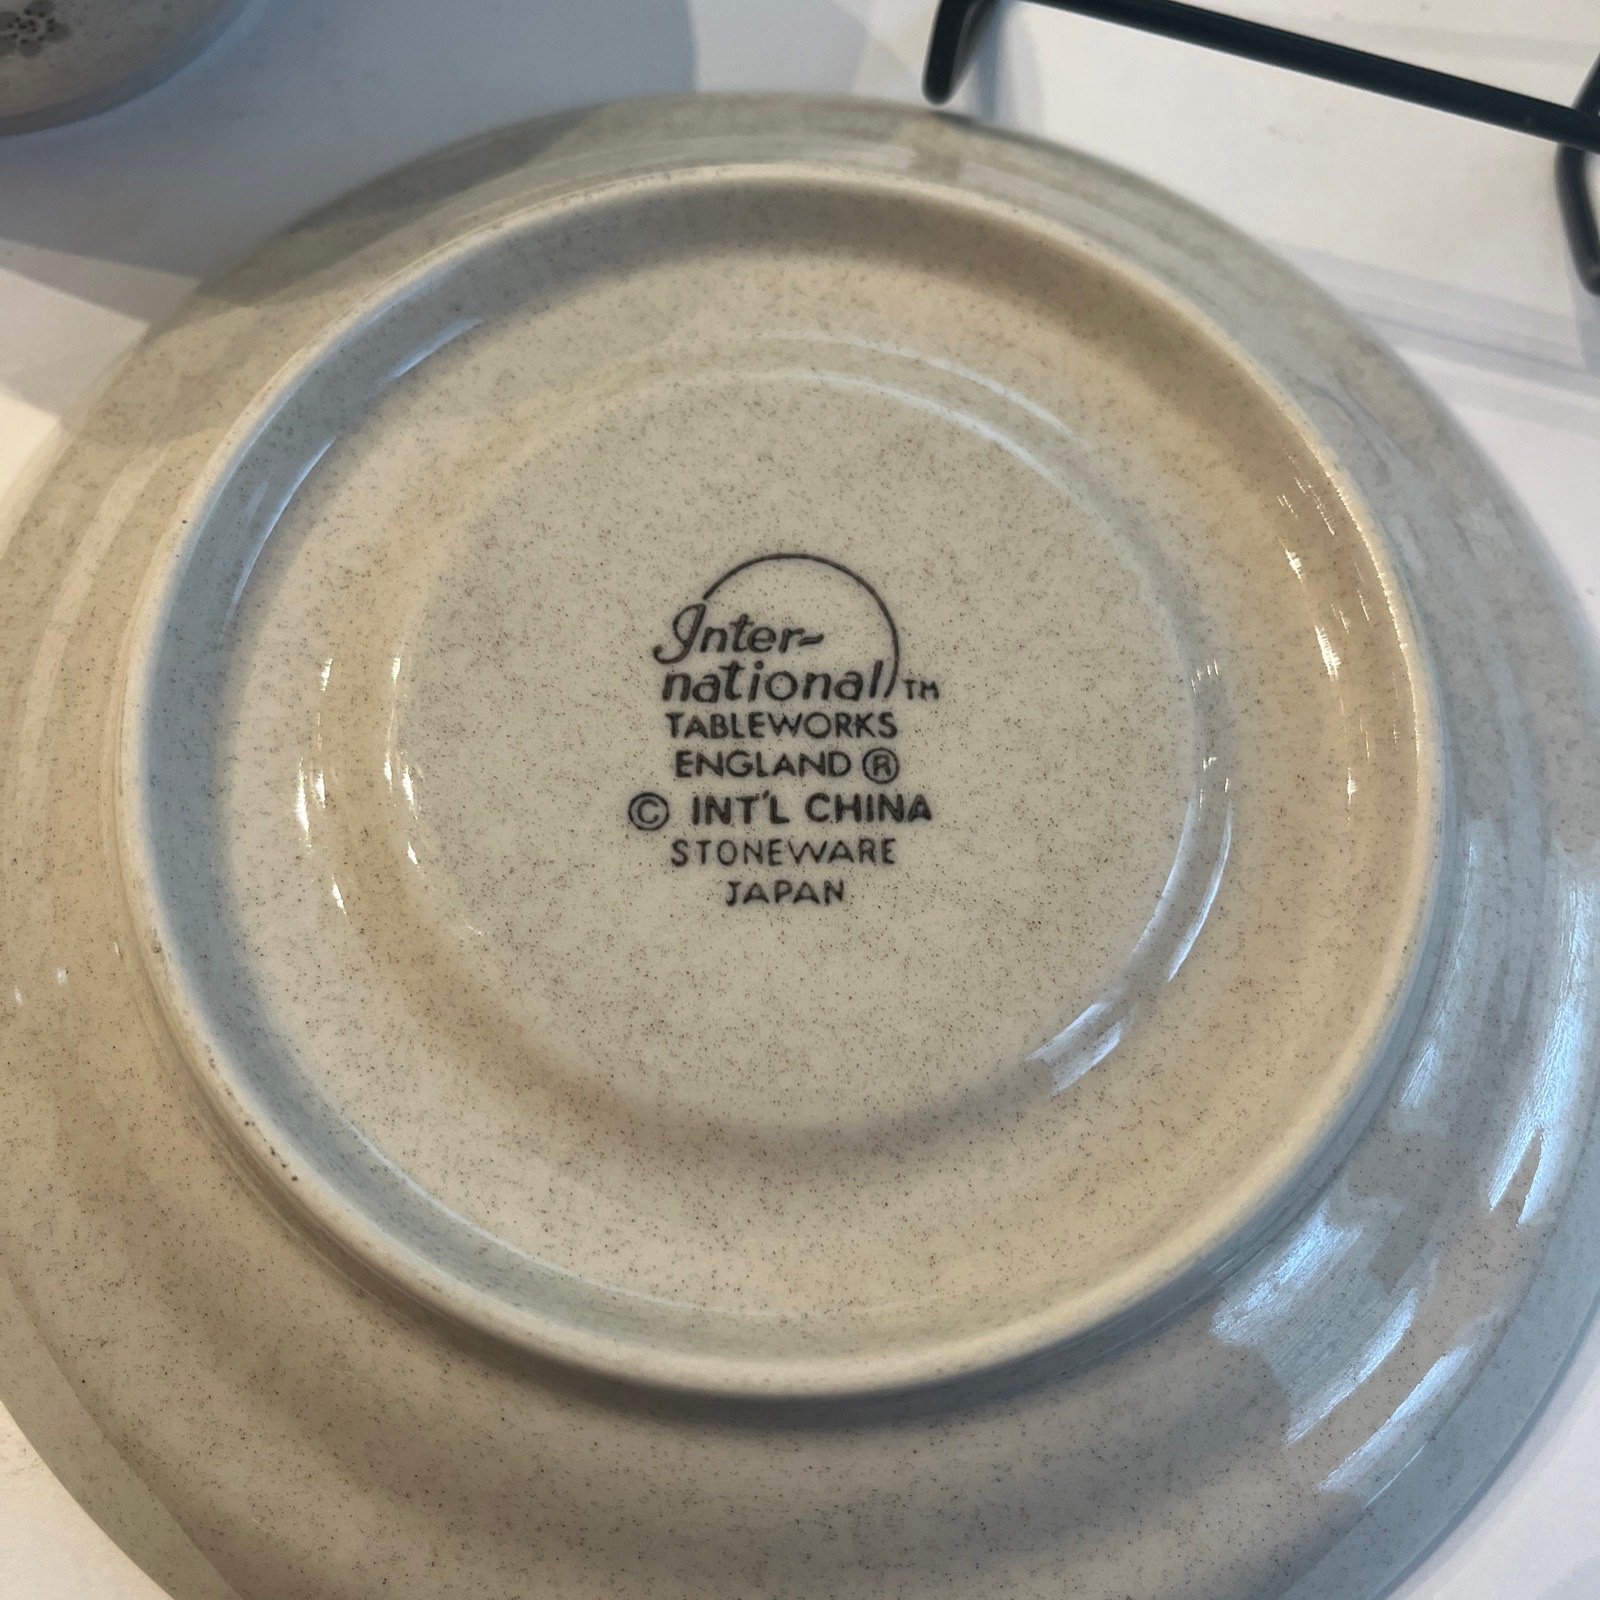 Inter-
national TM
TABLEWORKS
ENGLAND ®
© INT'L CHINA
STONEWARE
JAPAN